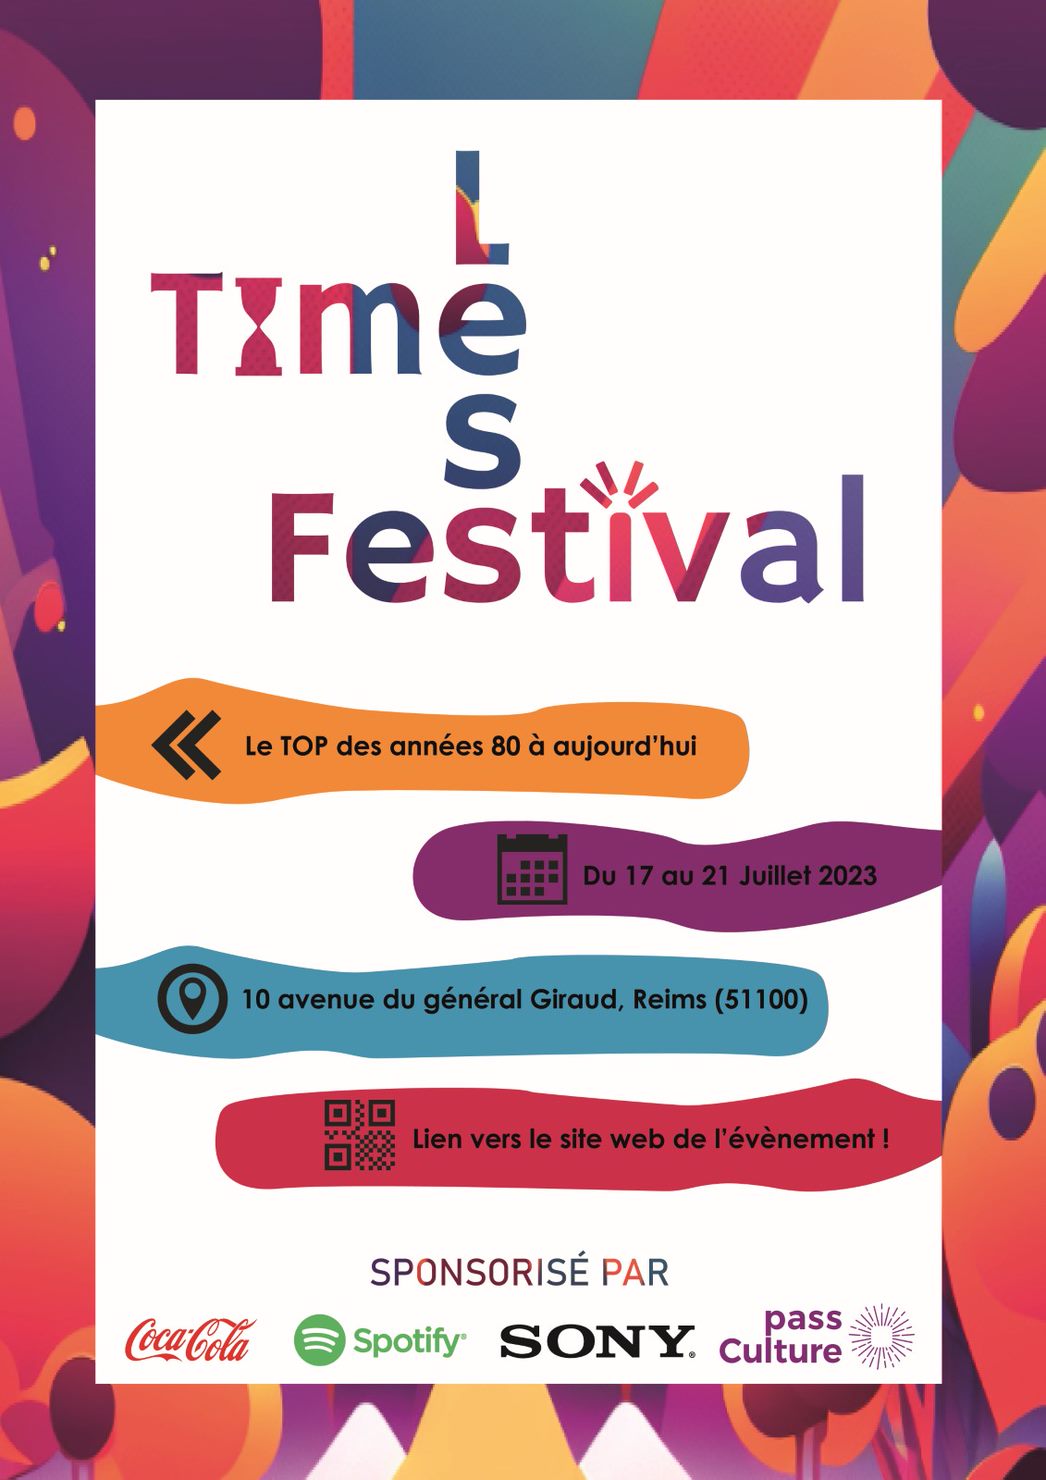 L
TIme
s
Festival
Le TOP des années 80 à aujourd’hui
Du 17 au 21 Juillet 2023
10 avenue du général Giraud, Reims (51100)
Lien vers le site web de l’évènement !
SPONSORISÉ PAR
Coca-Cola
Spotify®
SONY®
pass
Culture